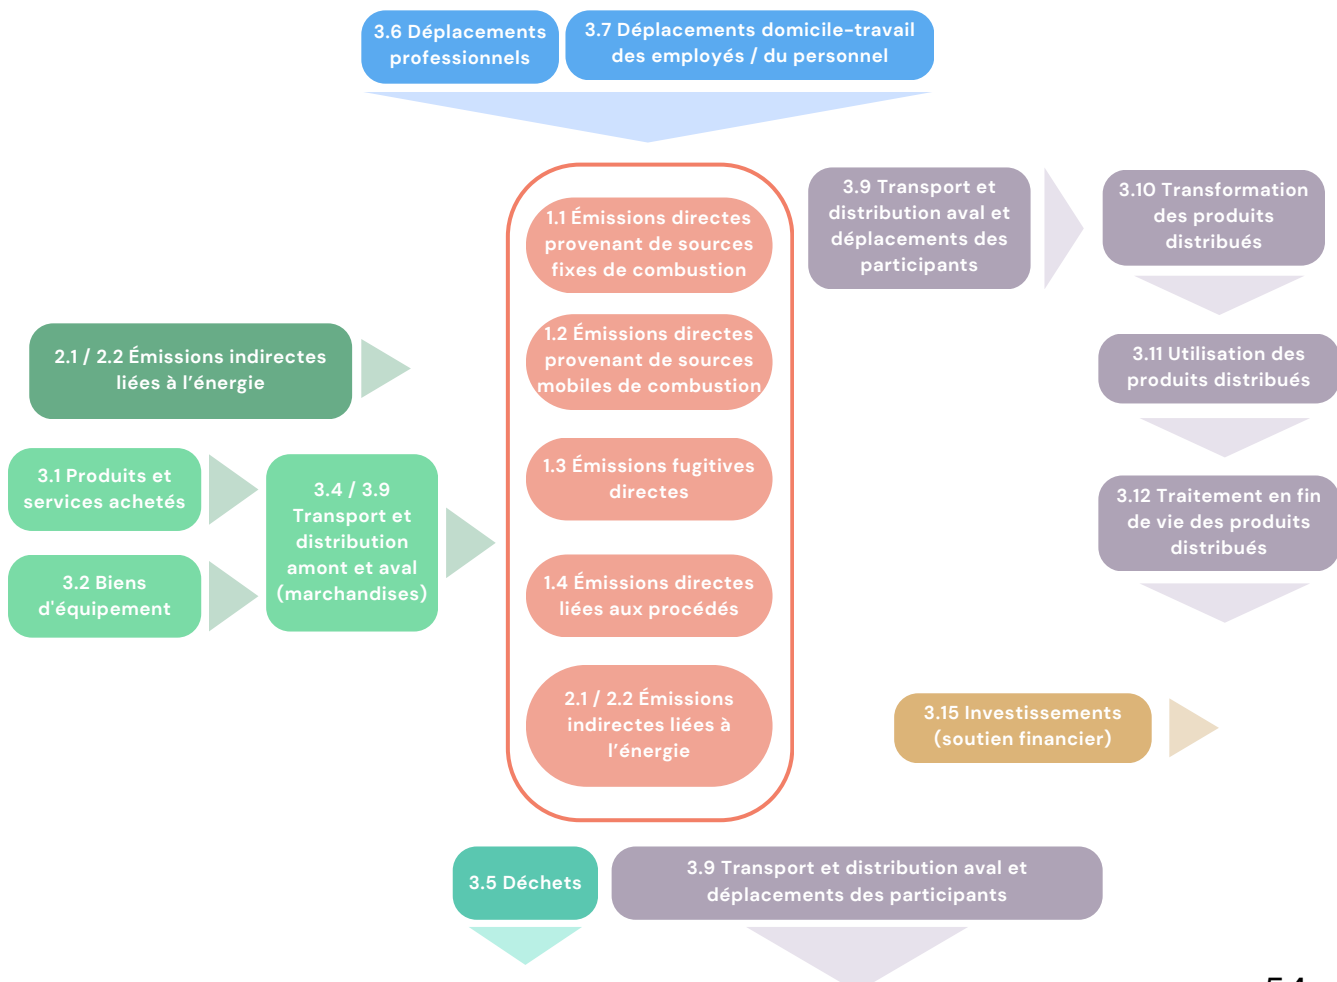 3.6 Déplacements
professionnels
3.7 Déplacements domicile-travail
des employés / du personnel
1.1 Émissions directes
provenant de sources
fixes de combustion
1.2 Émissions directes
provenant de sources
mobiles de combustion
1.3 Émissions fugitives
directes
1.4 Émissions directes
liées aux procédés
2.1 / 2.2 Émissions
indirectes liées à
l'énergie
2.1 / 2.2 Émissions indirectes
liées à l’énergie
3.1 Produits et
services achetés
3.2 Biens
d'équipement
3.4 / 3.9
Transport et
distribution
amont et aval
(marchandises)
3.9 Transport et
distribution aval et
déplacements des
participants
3.10 Transformation
des produits
distribués
3.11 Utilisation des
produits distribués
3.12 Traitement en fin
de vie des produits
distribués
3.15 Investissements
(soutien financier)
3.5 Déchets
3.9 Transport et distribution aval et
déplacements des participants